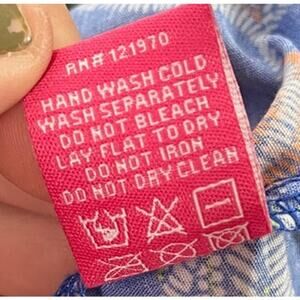 RN# 121970
HAND WASH COLD
WASH SEPARATELY
DO NOT BLEACH
LAY FLAT TO DRY
DO NOT IRON
DO NOT DRY CLEAN